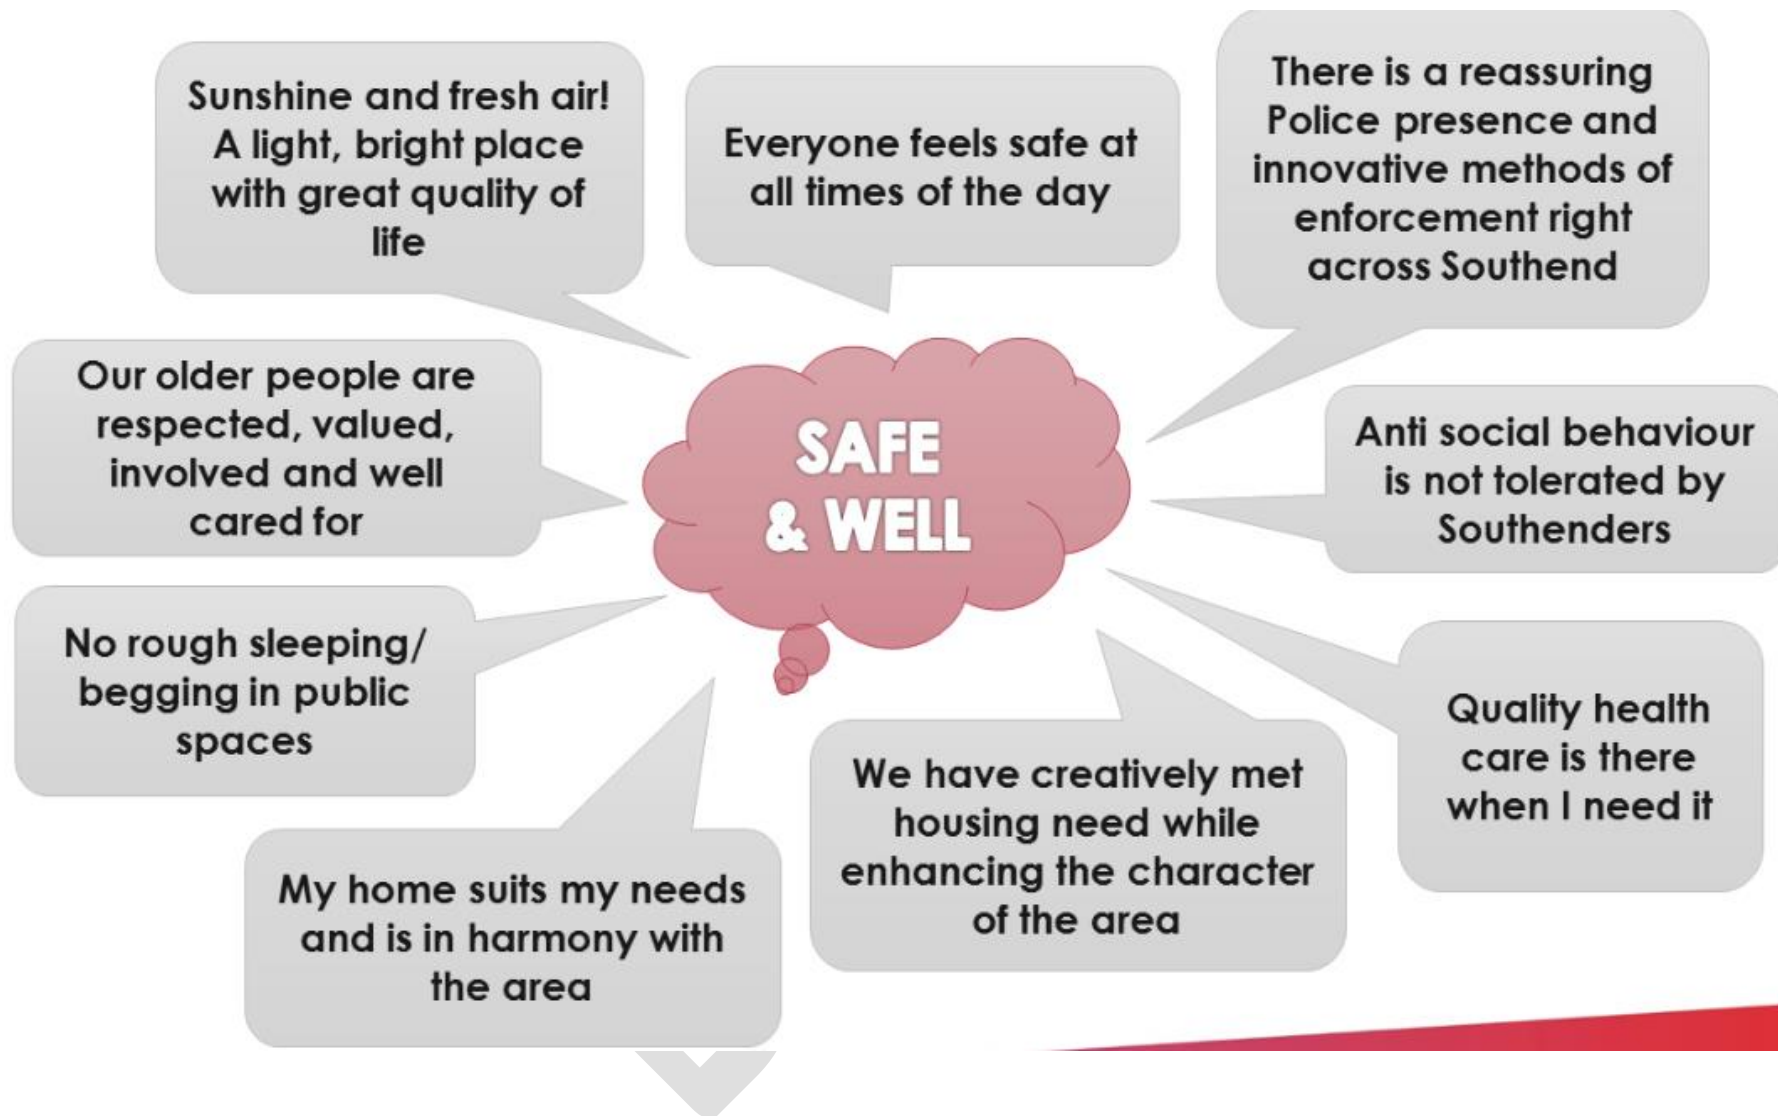 Sunshine and fresh air!
A light, bright place
with great quality of
life
Everyone feels safe at
all times of the day
There is a reassuring
Police presence and
innovative methods of
enforcement right
across Southend
Our older people are
respected, valued,
involved and well
cared for
SAFE
& WELL
Anti social behaviour
is not tolerated by
Southenders
No rough sleeping/
begging in public
spaces
Quality health
care is there
when I need it
We have creatively met
housing need while
enhancing the character
of the area
My home suits my needs
and is in harmony with
the area